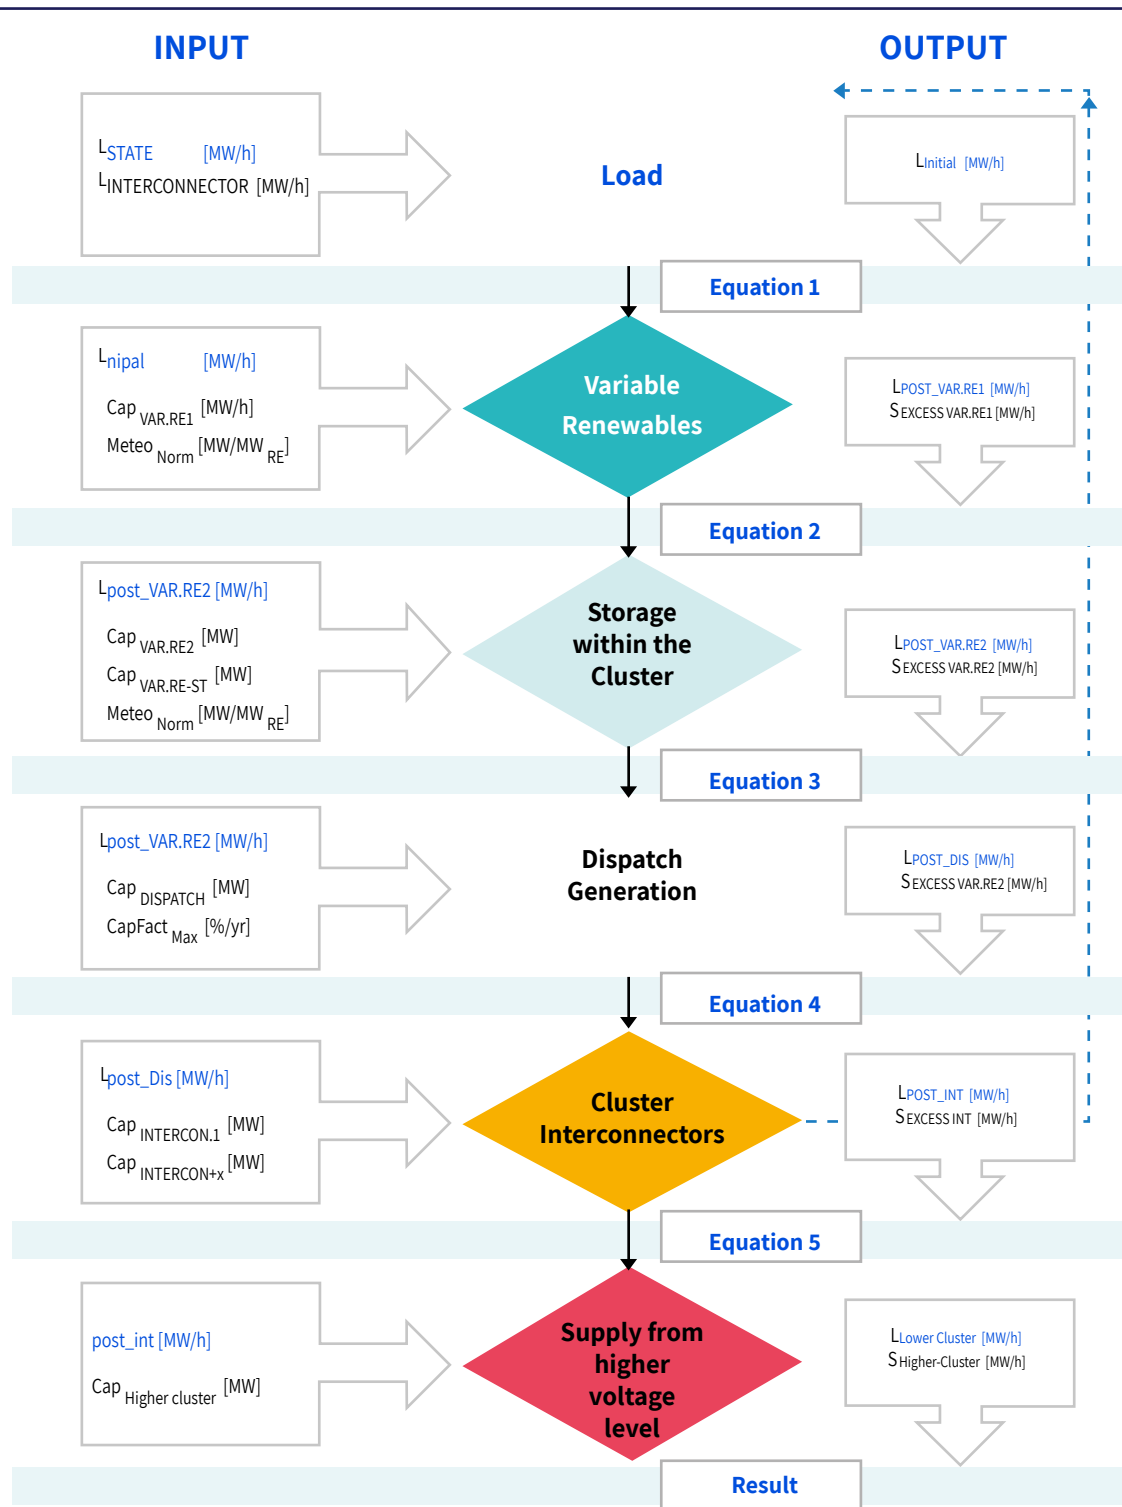 INPUT
OUTPUT
LSTATE [MW/h]
LINTERCONNECTOR [MW/h]
Load
LInitial [MW/h]
Equation 1
Lnipal [MW/h]
Cap VAR.RE1 [MW/h]
Meteo Norm [MW/MW RE]
Variable
Renewables
LPOST_VAR.RE1 [MW/h]
SEXCESS VAR.RE1 [MW/h]
Equation 2
Lpost_VAR.RE2 [MW/h]
Cap VAR.RE2 [MW]
Cap VAR.RE-ST [MW]
Meteo Norm [MW/MW RE]
Storage
within the
Cluster
LPOST_VAR.RE2 [MW/h]
SEXCESS VAR.RE2 [MW/h]
Equation 3
Lpost_VAR.RE2 [MW/h]
Cap DISPATCH [MW]
CapFact Max [%/yr]
Dispatch
Generation
LPOST_DIS [MW/h]
SEXCESS VAR.RE2 [MW/h]
Equation 4
Lpost_Dis [MW/h]
Cap INTERCON.1 [MW]
Cap INTERCON+x [MW]
Cluster
Interconnectors
LPOST_INT [MW/h]
SEXCESS INT [MW/h]
Equation 5
post_int [MW/h]
Cap Higher cluster [MW]
Supply from
higher
voltage
level
LLower Cluster [MW/h]
SHigher-Cluster [MW/h]
Result